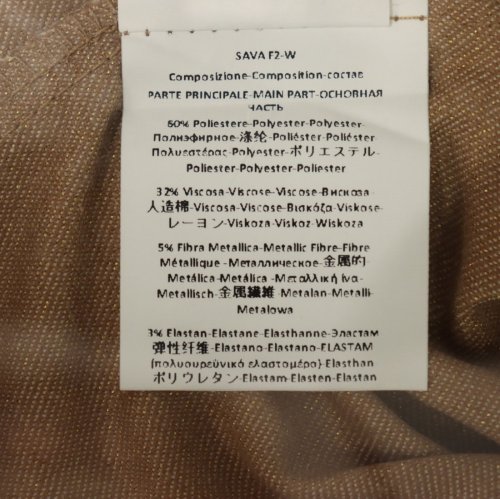 SAVA F2-W
Composizione-Composition-состав
PARTE PRINCIPALE-MAIN PART-ОСНОВНАЯ
ЧАСТЬ
60% Poliestere-Polyester-Polyester-
Полиэфирное-涤纶-Poliéster-Poliéster-
Πολυεστέρας-Polyester-ポリエステル-
Poliester-Polyester-Poliester
32% Viscosa-Viscose-Viscose-Вискоза-
人造棉-Viscosa-Viscose-Βισκόζα-Viskose-
レーヨン-Viskoza-Viskoz-Wiskoza
5% Fibra Metallica-Metallic Fibre-Fibre
Métallique-Металлическое-金属的-
Metálica-Metálica-Μεταλλική ίνα-
Metallisch-金属繊維 Metalan-Metalli-
Metalowa
3% Elastan-Elastane-Elasthanne-Эластам
弹性纤维-Elastano-Elastano-ELASTAM
(πολυουρεϋνικό ελαστομερο)-Elasthan
ポリウレタン-Elastam-Elasten-Elastan